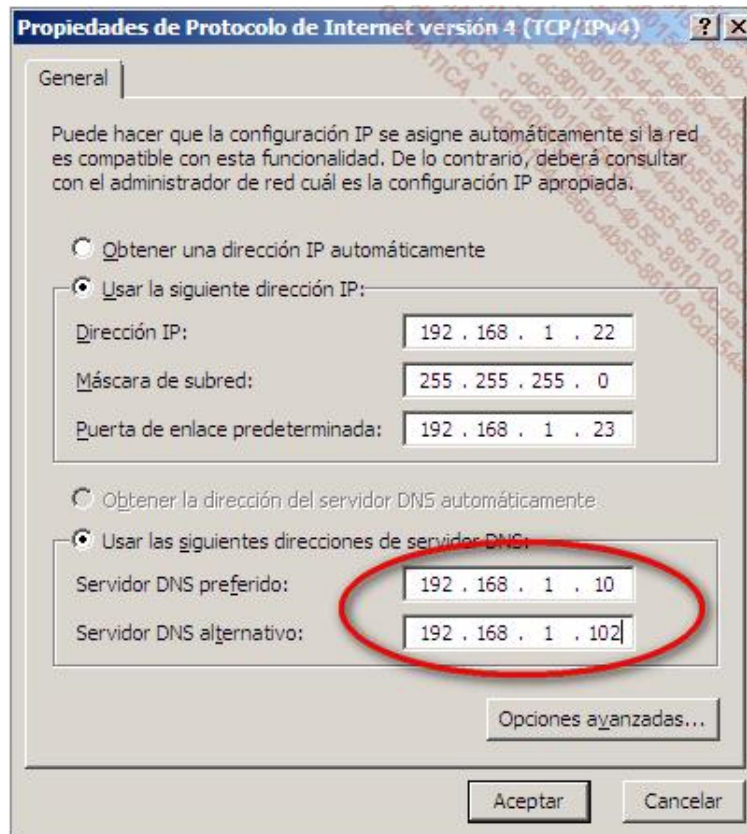 Propiedades de Protocolo de Internet versión 4 (TCP/IPv4)
General
Puede hacer que la configuración IP se asigne automáticamente si la red
es compatible con esta funcionalidad. De lo contrario, deberá consultar
con el administrador de red cuál es la configuración IP apropiada.
Obtener una dirección IP automáticamente
Usar la siguiente dirección IP:
Dirección IP: 192 . 168 . 1 . 22
Máscara de subred: 255 . 255 . 255 . 0
Puerta de enlace predeterminada: 192 . 168 . 1 . 23
Obtener la dirección del servidor DNS automáticamente
Usar las siguientes direcciones de servidor DNS:
Servidor DNS preferido: 192 . 168 . 1 . 10
Servidor DNS alternativo: 192 . 168 . 1 . 102
Opciones avanzadas...
Aceptar Cancelar